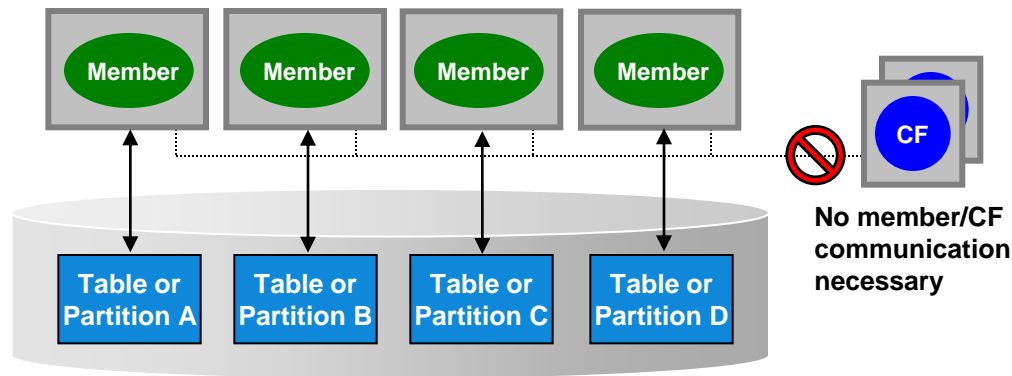 Member
Member
Member
Member
CF
No member/CF
communication
necessary
Table or
Partition A
Table or
Partition B
Table or
Partition C
Table or
Partition D